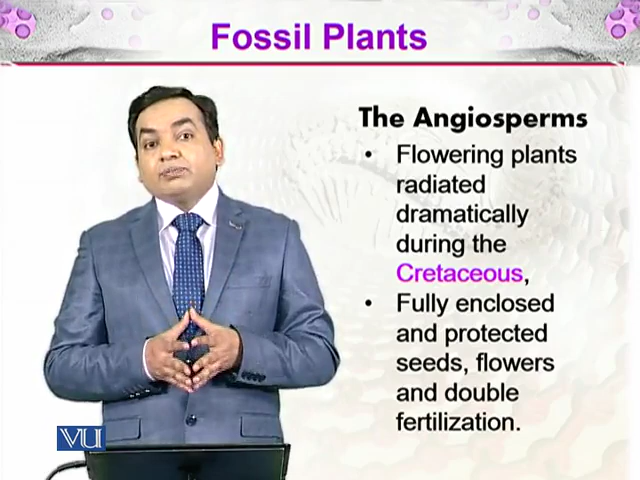 Fossil Plants
The Angiosperms
• Flowering plants
radiated
dramatically
during the
Cretaceous,
• Fully enclosed
and protected
seeds, flowers
and double
fertilization.
VU